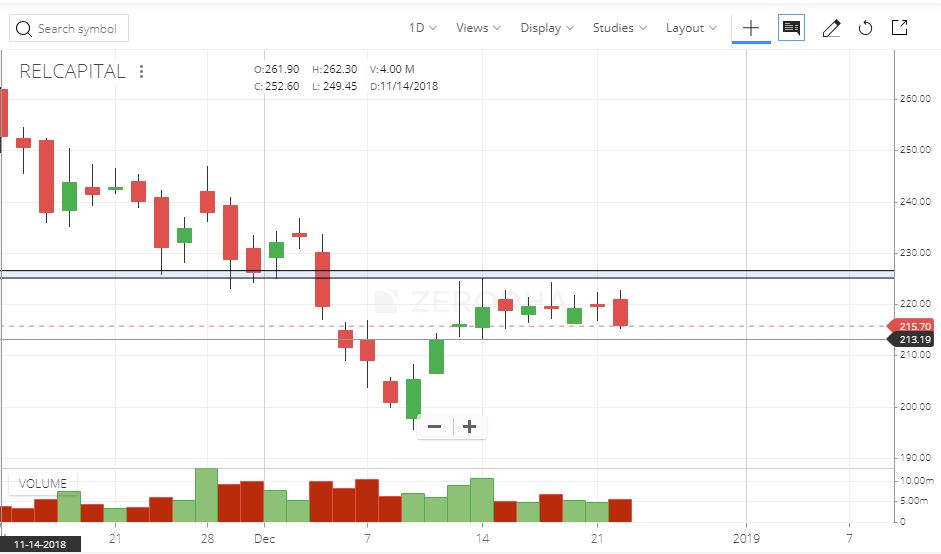 Search symbol
1D Views Display Studies Layout
RELCAPITAL
O:261.90 H:262.30 V:4.00 M
C:252.60 L:249.45 D:11/14/2018
260.00
250.00
240.00
230.00
ZERODHA
220.00
215.70
213.19
210.00
200.00
190.00
VOLUME
10.00m
5.00m
0
21 28 Dec 7 14 21 2019 7
11-14-2018